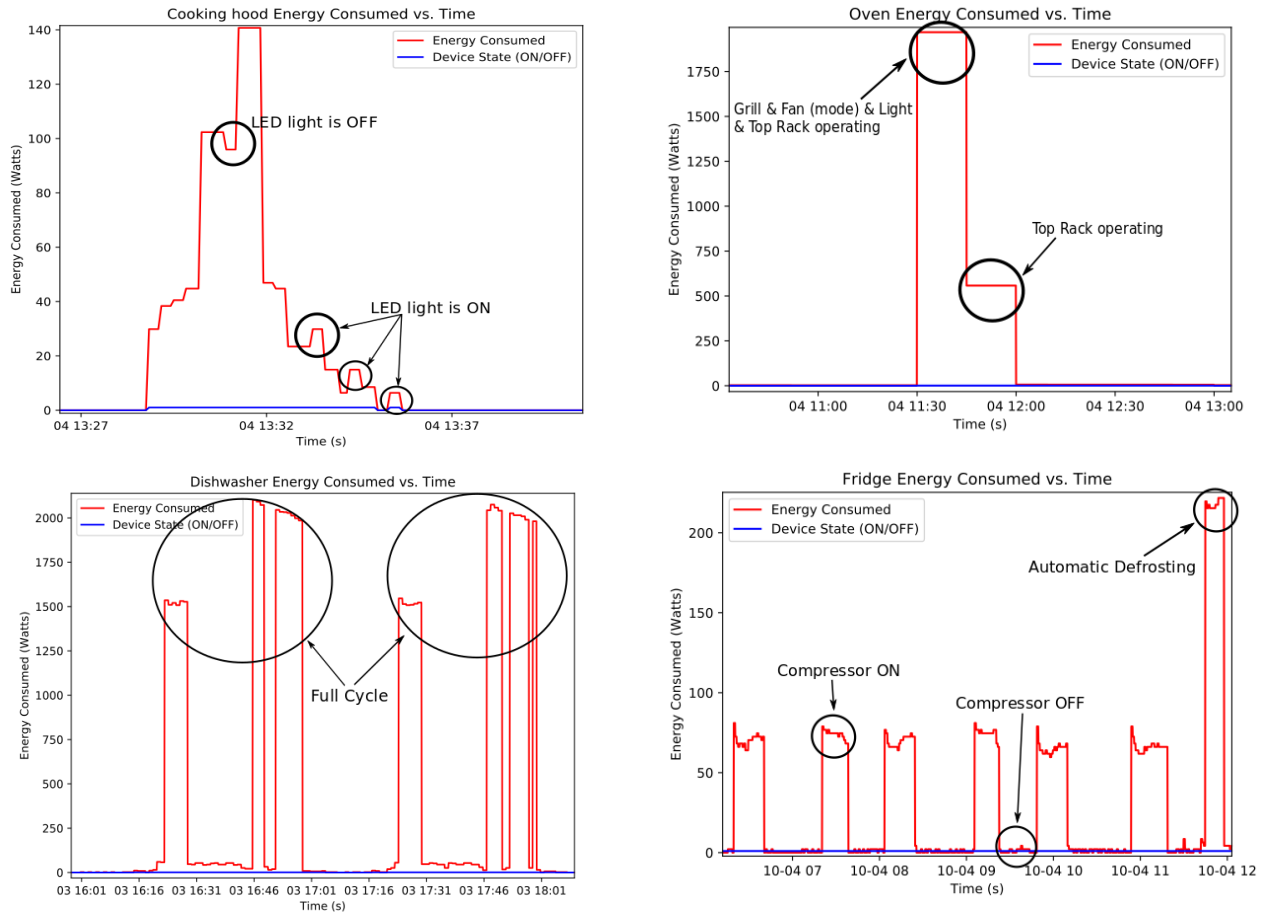 Cooking hood Energy Consumed vs. Time
Energy Consumed
Device State (ON/OFF)
LED light is OFF
LED light is ON
Energy Consumed (Watts)
140
120
100
80
60
40
20
0
04 13:27
04 13:32
04 13:37
Time (s)
Oven Energy Consumed vs. Time
Energy Consumed
Device State (ON/OFF)
Grill & Fan (mode) & Light
& Top Rack operating
Top Rack operating
Energy Consumed (Watts)
1750
1500
1250
1000
750
500
250
0
04 11:00
04 11:30
04 12:00
04 12:30
04 13:00
Time (s)
Dishwasher Energy Consumed vs. Time
Energy Consumed
Device State (ON/OFF)
Full Cycle
Energy Consumed (Watts)
2000
1750
1500
1250
1000
750
500
250
0
03 16:01
03 16:16
03 16:31
03 16:46
03 17:01
03 17:16
03 17:31
03 17:46
03 18:01
Time (s)
Fridge Energy Consumed vs. Time
Energy Consumed
Device State (ON/OFF)
Automatic Defrosting
Compressor ON
Compressor OFF
Energy Consumed (Watts)
200
150
100
50
0
10-04 07
10-04 08
10-04 09
10-04 10
10-04 11
10-04 12
Time (s)